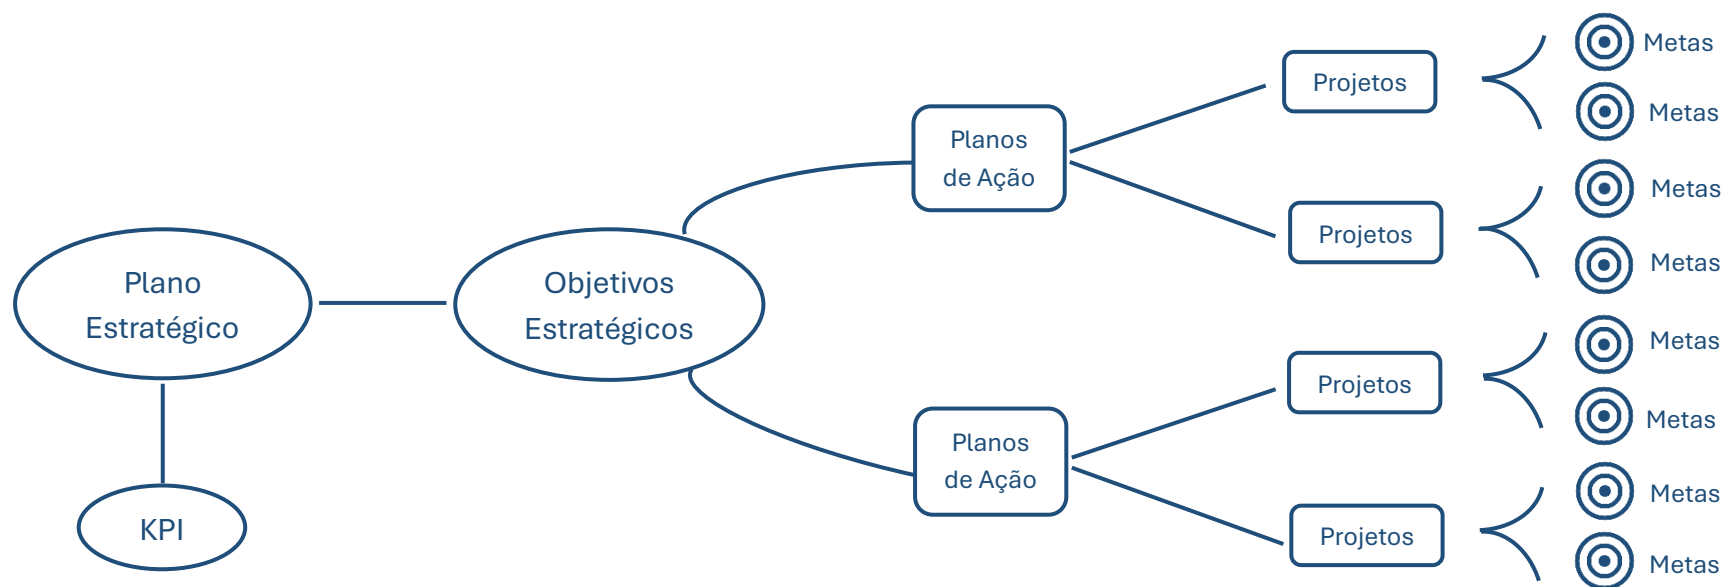 Plano
Estratégico
KPI
Objetivos
Estratégicos
Planos
de Ação
Projetos
Metas
Metas
Projetos
Metas
Metas
Planos
de Ação
Projetos
Metas
Metas
Projetos
Metas
Metas